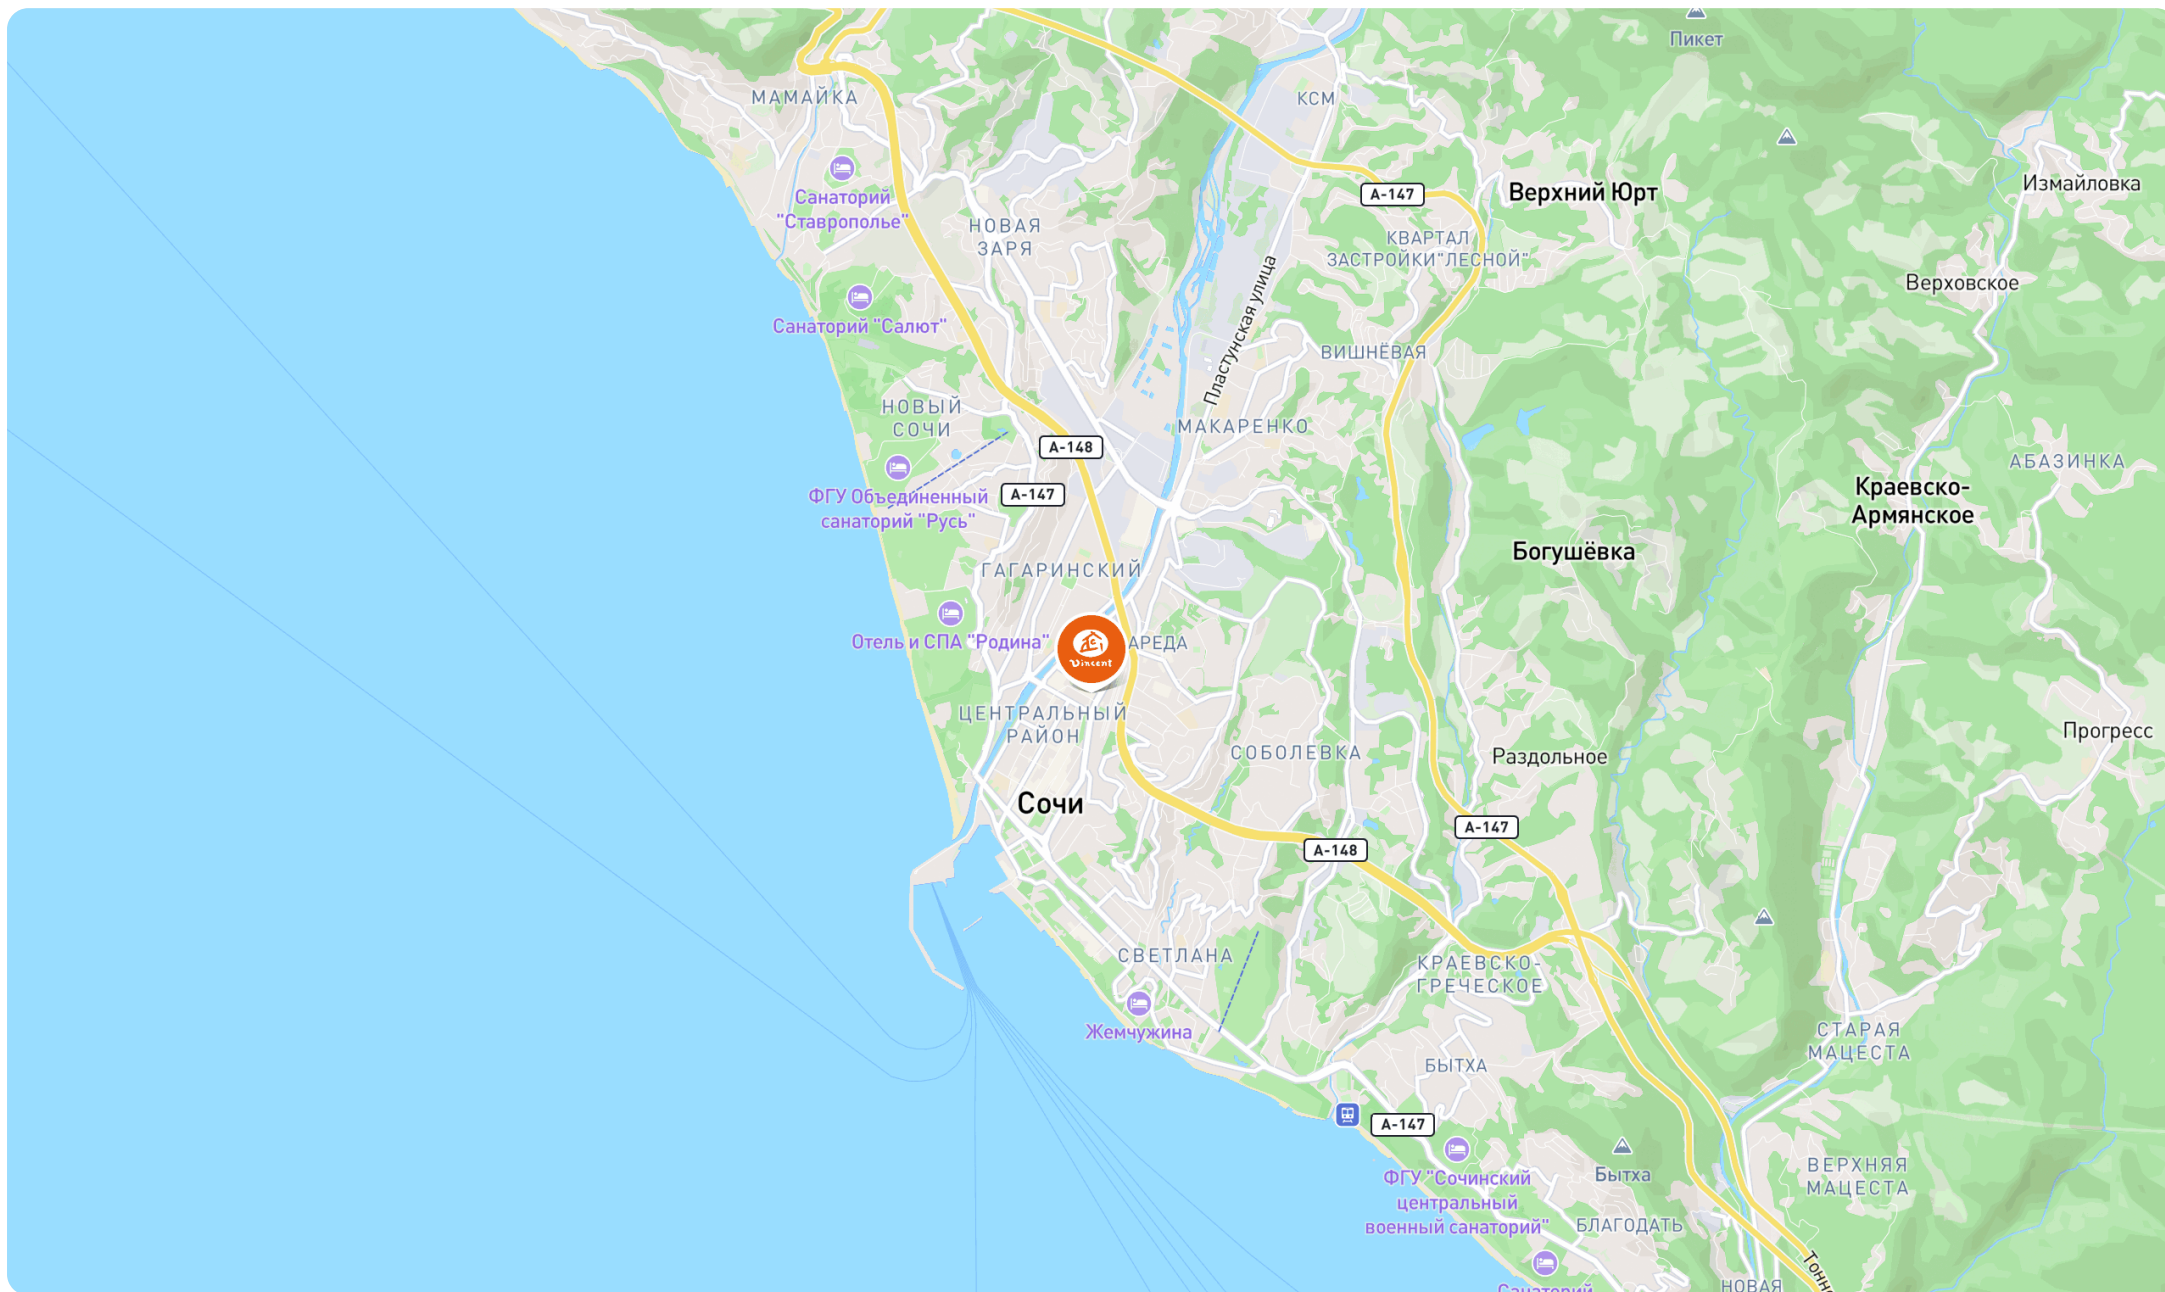 Пикет
МАМАЙКА
КСМ
Санаторий
"Ставрополье"
А-147
Верхний Юрт
Измайловка
НОВАЯ
ЗАРЯ
КВАРТАЛ
ЗАСТРОЙКИ"ЛЕСНОЙ"
Верховское
Пластунская улица
Санаторий "Салют"
ВИШНЁВАЯ
НОВЫЙ
СОЧИ
МАКАРЕНКО
А-148
АБАЗИНКА
ФГУ Объединенный
санаторий "Русь"
А-147
Краевско-
Армянское
Богушёвка
ГАГАРИНСКИЙ
Отель и СПА "Родина"
Vincent
АРЕДА
ЦЕНТРАЛЬНЫЙ
РАЙОН
СОБОЛЕВКА
Раздольное
Прогресс
Сочи
А-147
А-148
СВЕТЛАНА
КРАЕВСКО-
ГРЕЧЕСКОЕ
Жемчужина
СТАРАЯ
МАЦЕСТА
БЫТХА
А-147
ФГУ "Сочинский
центральный
военный санаторий"
Бытха
ВЕРХНЯЯ
МАЦЕСТА
БЛАГОДАТЬ
Санаторий
НОВАЯ
Тонн